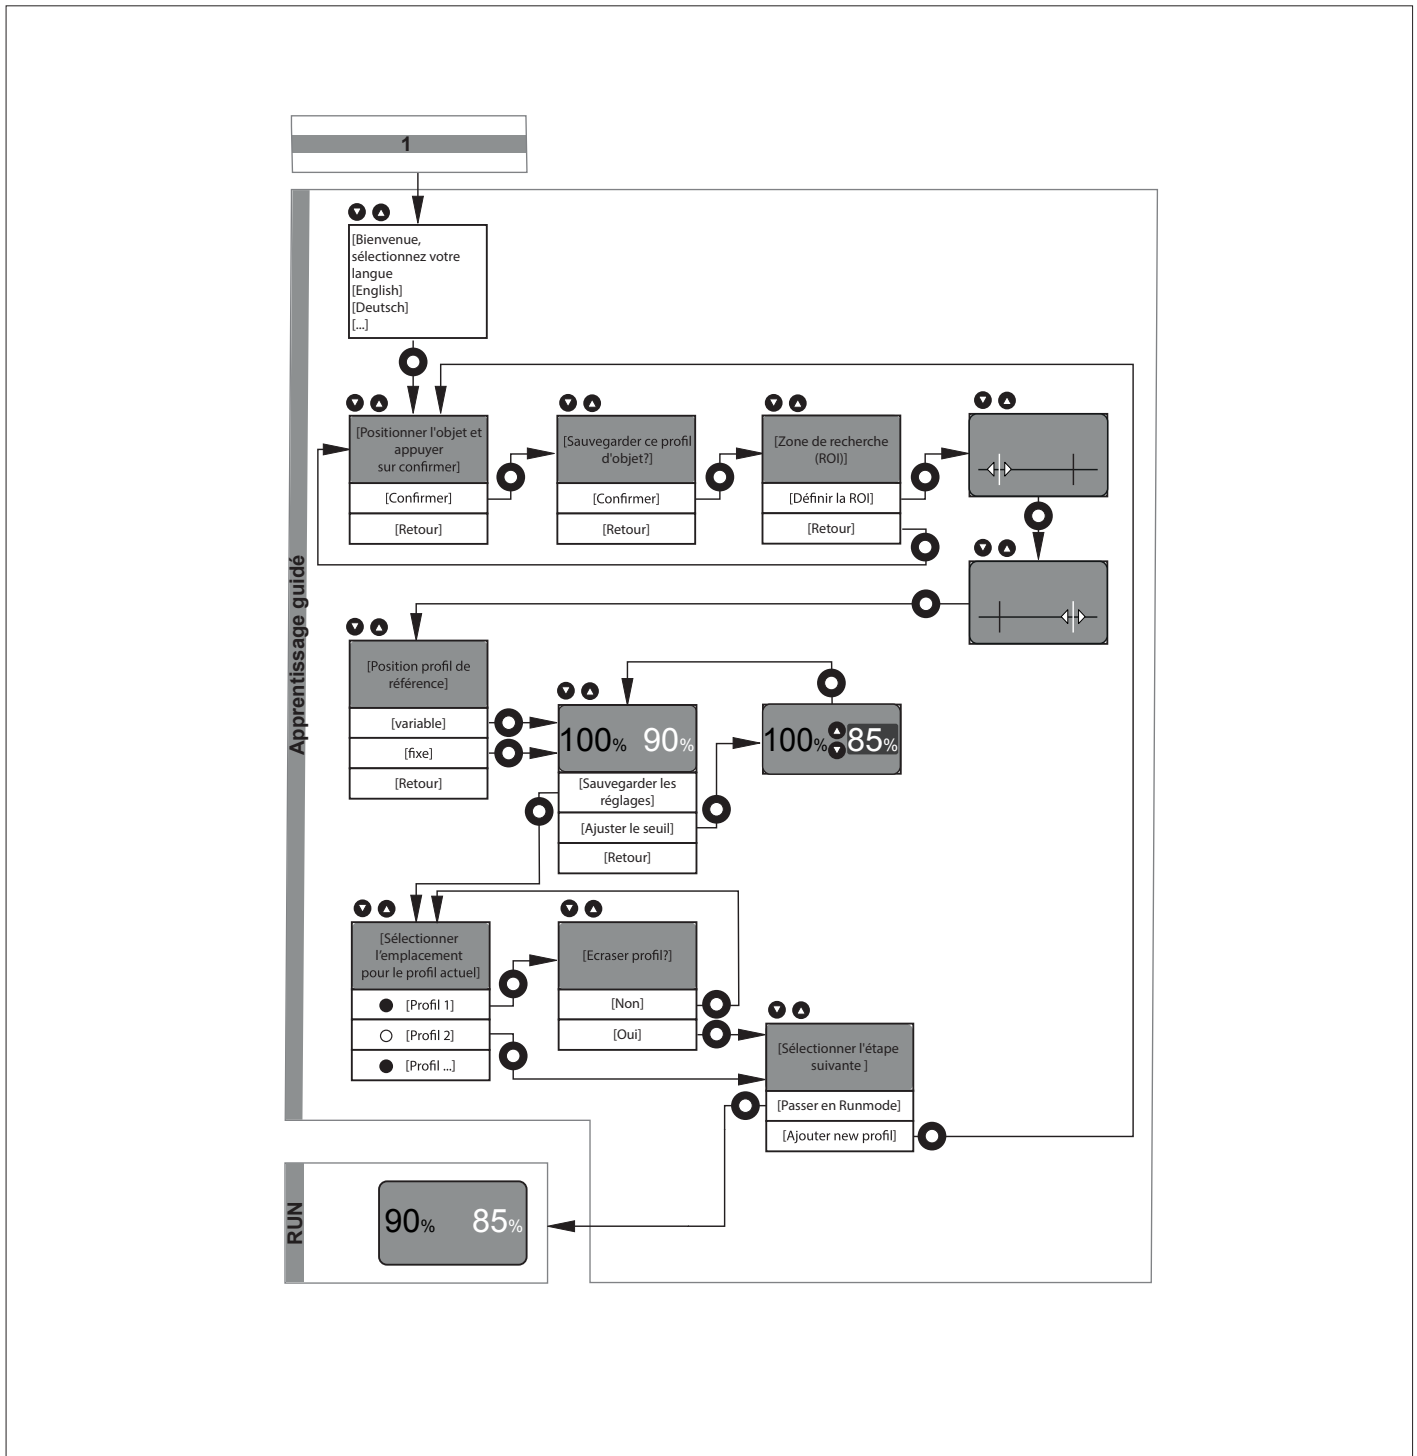 1
Apprentissage guidé
[Bienvenue,
sélectionnez votre
langue
[English]
[Deutsch]
[...]
[Positionner l'objet et
appuyer
sur confirmer]
[Confirmer]
[Retour]
[Sauvegarder ce profil
d'objet?]
[Confirmer]
[Retour]
[Zone de recherche
(ROI)]
[Définir la ROI]
[Retour]
[Position profil de
référence]
[variable]
[fixe]
[Retour]
100% 90%
[Sauvegarder les
réglages]
[Ajuster le seuil]
[Retour]
100% 85%
[Sélectionner
l'emplacement
pour le profil actuel]
[Profil 1]
[Profil 2]
[Profil ...]
[Ecraser profil?]
[Non]
[Oui]
[Sélectionner l'étape
suivante ]
[Passer en Runmode]
[Ajouter new profil]
RUN
90% 85%